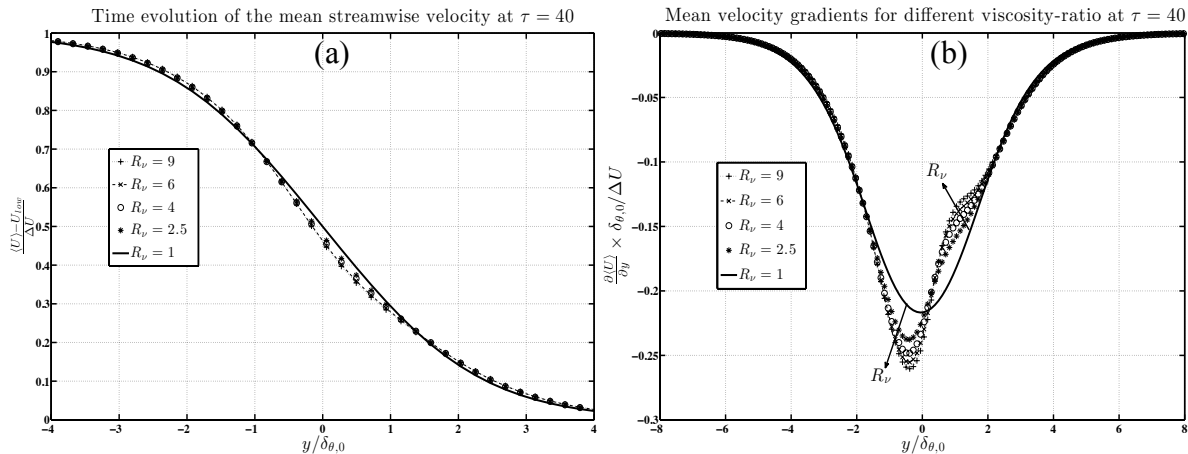 Time evolution of the mean streamwise velocity at τ = 40
(a)
1
0.9
0.8
0.7
0.6
0.5
0.4
0.3
0.2
0.1
0
⟨U⟩−U_low / ΔU
R_ν = 9
R_ν = 6
R_ν = 4
R_ν = 2.5
R_ν = 1
−4 −3 −2 −1 0 1 2 3 4
y/δ_θ,0
Mean velocity gradients for different viscosity-ratio at τ = 40
(b)
0
−0.05
−0.1
−0.15
−0.2
−0.25
−0.3
∂⟨U⟩/∂y × δ_θ,0/ΔU
R_ν = 9
R_ν = 6
R_ν = 4
R_ν = 2.5
R_ν = 1
R_ν
R_ν
−8 −6 −4 −2 0 2 4 6 8
y/δ_θ,0